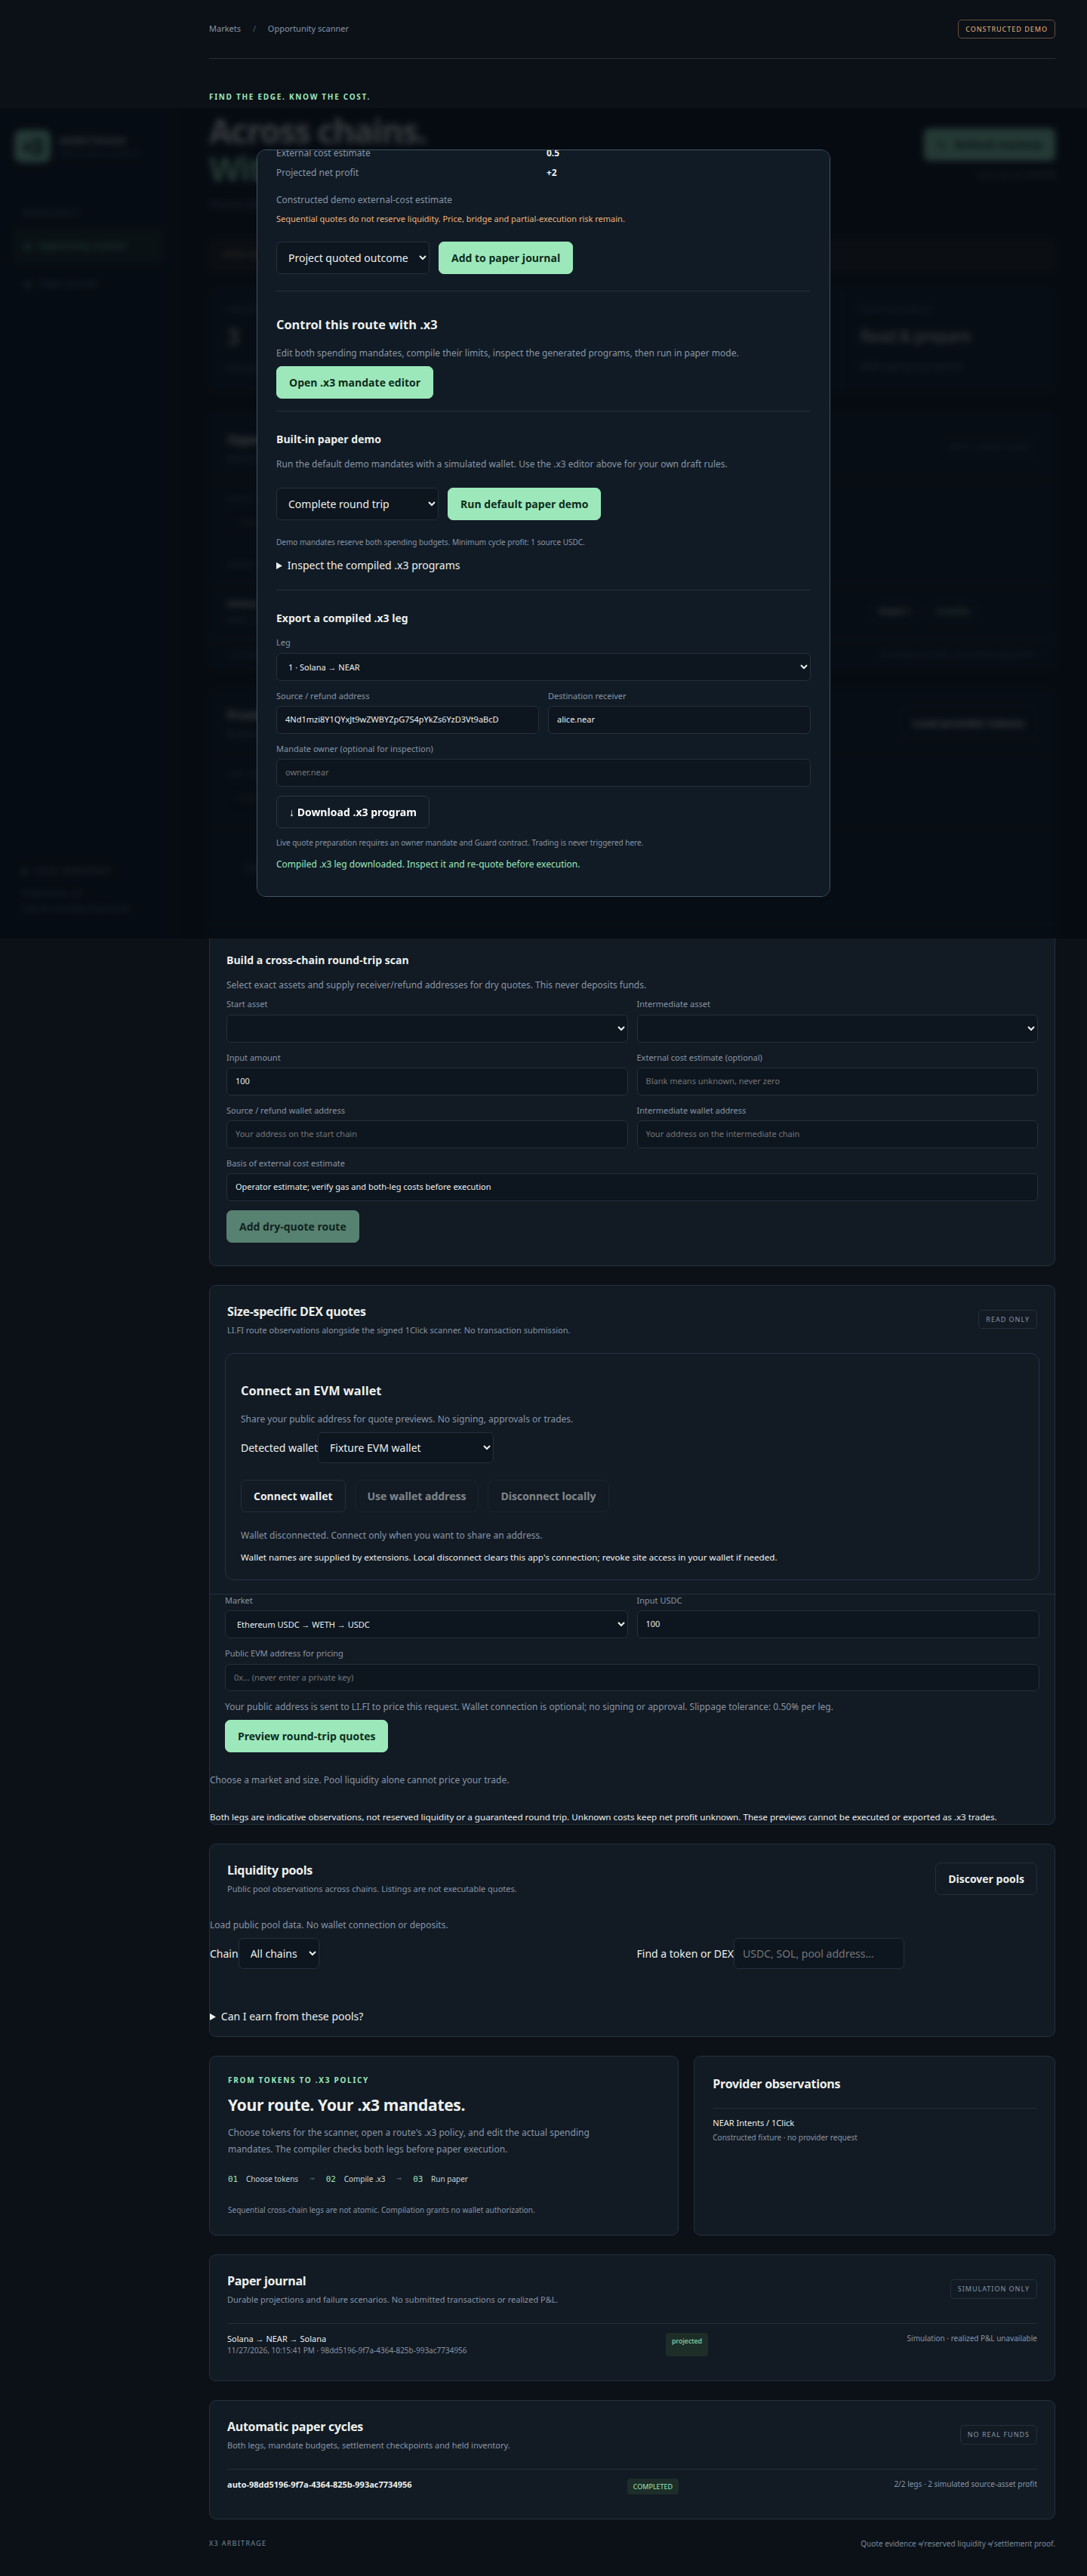 Markets / Opportunity scanner
CONSTRUCTED DEMO
FIND THE EDGE. KNOW THE COST.
Across chains.
External cost estimate 0.5
Projected net profit +2
Constructed demo external-cost estimate
Sequential quotes do not reserve liquidity. Price, bridge and partial-execution risk remain.
Project quoted outcome Add to paper journal
Control this route with .x3
Edit both spending mandates, compile their limits, inspect the generated programs, then run in paper mode.
Open .x3 mandate editor
Built-in paper demo
Run the default demo mandates with a simulated wallet. Use the .x3 editor above for your own draft rules.
Complete round trip Run default paper demo
Demo mandates reserve both spending budgets. Minimum cycle profit: 1 source USDC.
▶ Inspect the compiled .x3 programs
Export a compiled .x3 leg
Leg
1 · Solana → NEAR
Source / refund address Destination receiver
4Nd1mzi8Y1QYxJt9wZWBYZpG7S4pYkZs6YzD3Vt9aBcD alice.near
Mandate owner (optional for inspection)
owner.near
↓ Download .x3 program
Live quote preparation requires an owner mandate and Guard contract. Trading is never triggered here.
Compiled .x3 leg downloaded. Inspect it and re-quote before execution.
Build a cross-chain round-trip scan
Select exact assets and supply receiver/refund addresses for dry quotes. This never deposits funds.
Start asset Intermediate asset
Input amount External cost estimate (optional)
100 Blank means unknown, never zero
Source / refund wallet address Intermediate wallet address
Your address on the start chain Your address on the intermediate chain
Basis of external cost estimate
Operator estimate; verify gas and both-leg costs before execution
Add dry-quote route
Size-specific DEX quotes
LI.FI route observations alongside the signed 1Click scanner. No transaction submission.
READ ONLY
Connect an EVM wallet
Share your public address for quote previews. No signing, approvals or trades.
Detected wallet Fixture EVM wallet
Connect wallet Use wallet address Disconnect locally
Wallet disconnected. Connect only when you want to share an address.
Wallet names are supplied by extensions. Local disconnect clears this app's connection; revoke site access in your wallet if needed.
Market Input USDC
Ethereum USDC → WETH → USDC 100
Public EVM address for pricing
0x... (never enter a private key)
Your public address is sent to LI.FI to price this request. Wallet connection is optional; no signing or approval. Slippage tolerance: 0.50% per leg.
Preview round-trip quotes
Choose a market and size. Pool liquidity alone cannot price your trade.
Both legs are indicative observations, not reserved liquidity or a guaranteed round trip. Unknown costs keep net profit unknown. These previews cannot be executed or exported as .x3 trades.
Liquidity pools
Public pool observations across chains. Listings are not executable quotes.
Discover pools
Load public pool data. No wallet connection or deposits.
Chain All chains Find a token or DEX USDC, SOL, pool address...
▶ Can I earn from these pools?
FROM TOKENS TO .X3 POLICY
Your route. Your .x3 mandates.
Choose tokens for the scanner, open a route's .x3 policy, and edit the actual spending
mandates. The compiler checks both legs before paper execution.
01 Choose tokens → 02 Compile .x3 → 03 Run paper
Sequential cross-chain legs are not atomic. Compilation grants no wallet authorization.
Provider observations
NEAR Intents / 1Click
Constructed fixture · no provider request
Paper journal
Durable projections and failure scenarios. No submitted transactions or realized P&L.
SIMULATION ONLY
Solana → NEAR → Solana
11/27/2026, 10:15:41 PM · 98dd5196-9f7a-4364-825b-993ac7734956
projected
Simulation · realized P&L unavailable
Automatic paper cycles
Both legs, mandate budgets, settlement checkpoints and held inventory.
NO REAL FUNDS
auto-98dd5196-9f7a-4364-825b-993ac7734956 COMPLETED 2/2 legs · 2 simulated source-asset profit
X3 ARBITRAGE
Quote evidence ≠ reserved liquidity ≠ settlement proof.